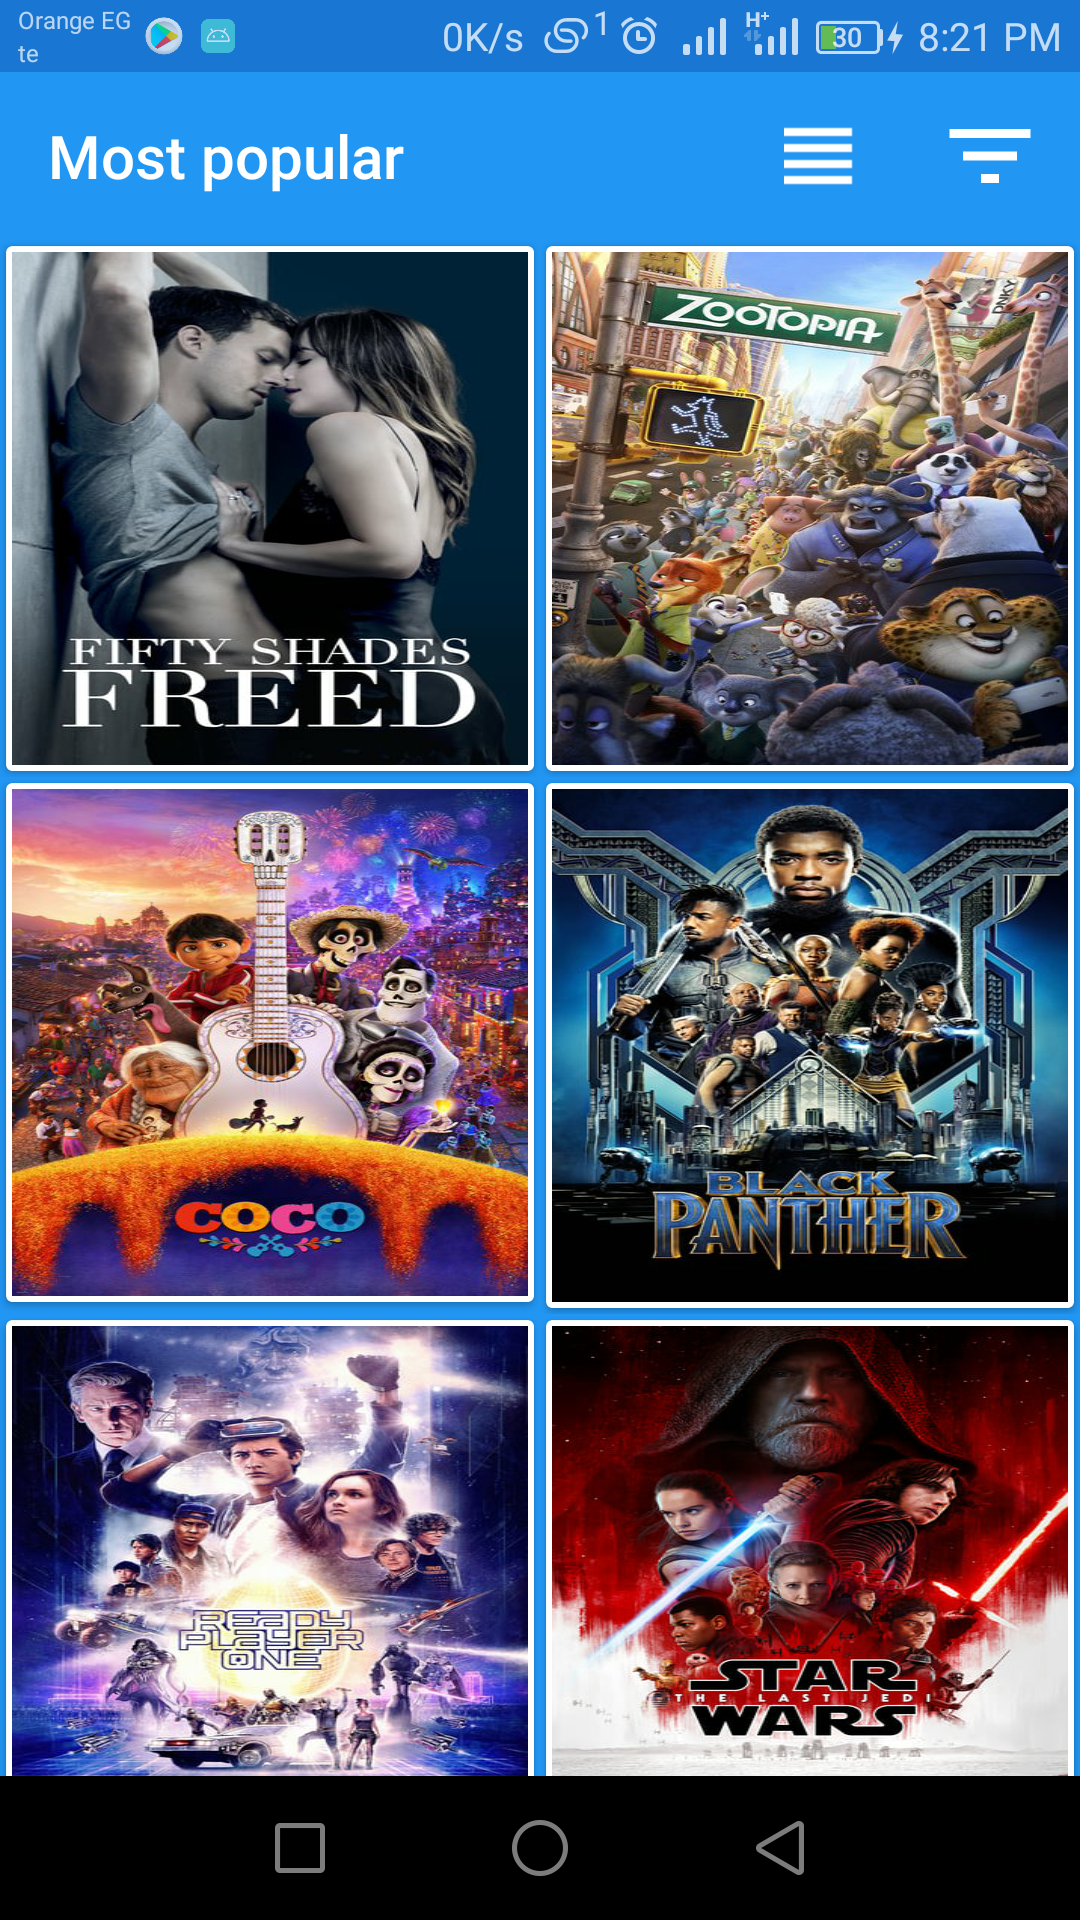 Orange EG
te
0K/s
1
H+
30
8:21 PM
Most popular
FIFTY SHADES
FREED
ZOOTOPIA
COCO
BLACK
PANTHER
READY
PLAYER
ONE
STAR
THE LAST JEDI
WARS